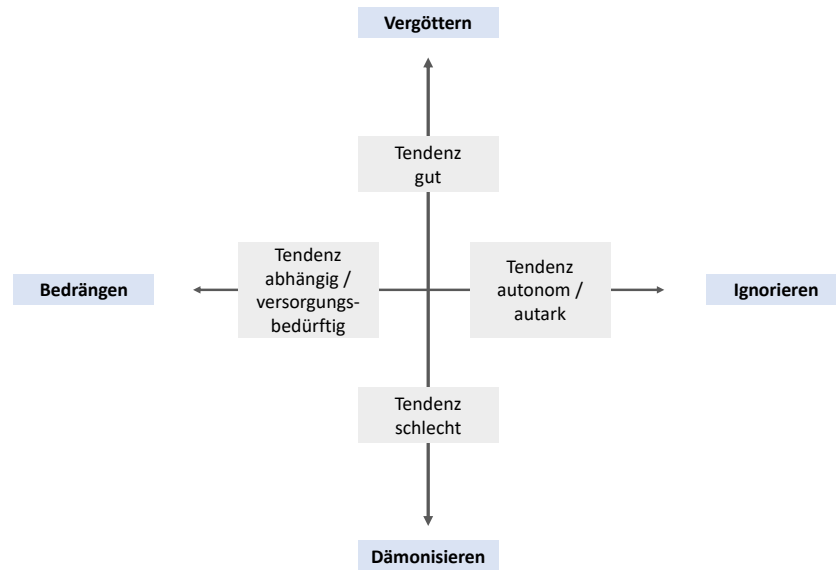 Vergöttern
Tendenz
gut
Bedrängen
Tendenz
abhängig /
versorgungs-
bedürftig
Tendenz
autonom /
autark
Ignorieren
Tendenz
schlecht
Dämonisieren